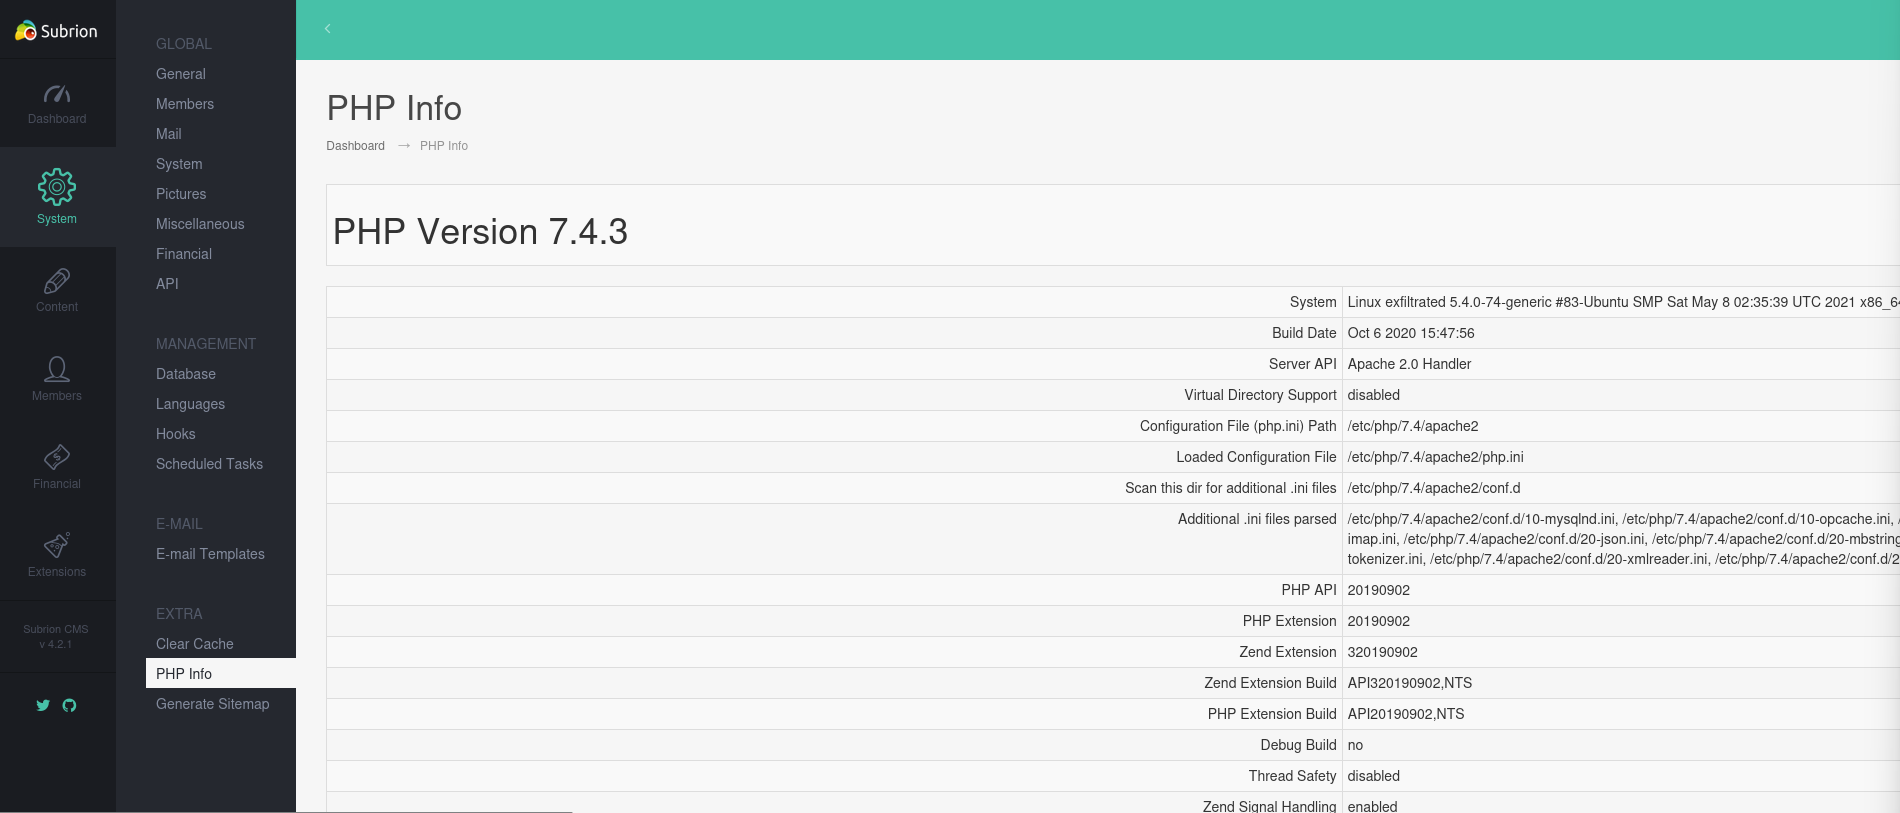 Subrion
Dashboard
System
Content
Members
Financial
Extensions
Subrion CMS
v 4.2.1
GLOBAL
General
Members
Mail
System
Pictures
Miscellaneous
Financial
API
MANAGEMENT
Database
Languages
Hooks
Scheduled Tasks
E-MAIL
E-mail Templates
EXTRA
Clear Cache
PHP Info
Generate Sitemap
PHP Info
Dashboard → PHP Info
PHP Version 7.4.3
System Linux exfiltrated 5.4.0-74-generic #83-Ubuntu SMP Sat May 8 02:35:39 UTC 2021 x86_6
Build Date Oct 6 2020 15:47:56
Server API Apache 2.0 Handler
Virtual Directory Support disabled
Configuration File (php.ini) Path /etc/php/7.4/apache2
Loaded Configuration File /etc/php/7.4/apache2/php.ini
Scan this dir for additional .ini files /etc/php/7.4/apache2/conf.d
Additional .ini files parsed /etc/php/7.4/apache2/conf.d/10-mysqlnd.ini, /etc/php/7.4/apache2/conf.d/10-opcache.ini, /
imap.ini, /etc/php/7.4/apache2/conf.d/20-json.ini, /etc/php/7.4/apache2/conf.d/20-mbstring
tokenizer.ini, /etc/php/7.4/apache2/conf.d/20-xmlreader.ini, /etc/php/7.4/apache2/conf.d/2
PHP API 20190902
PHP Extension 20190902
Zend Extension 320190902
Zend Extension Build API320190902,NTS
PHP Extension Build API20190902,NTS
Debug Build no
Thread Safety disabled
Zend Signal Handling enabled